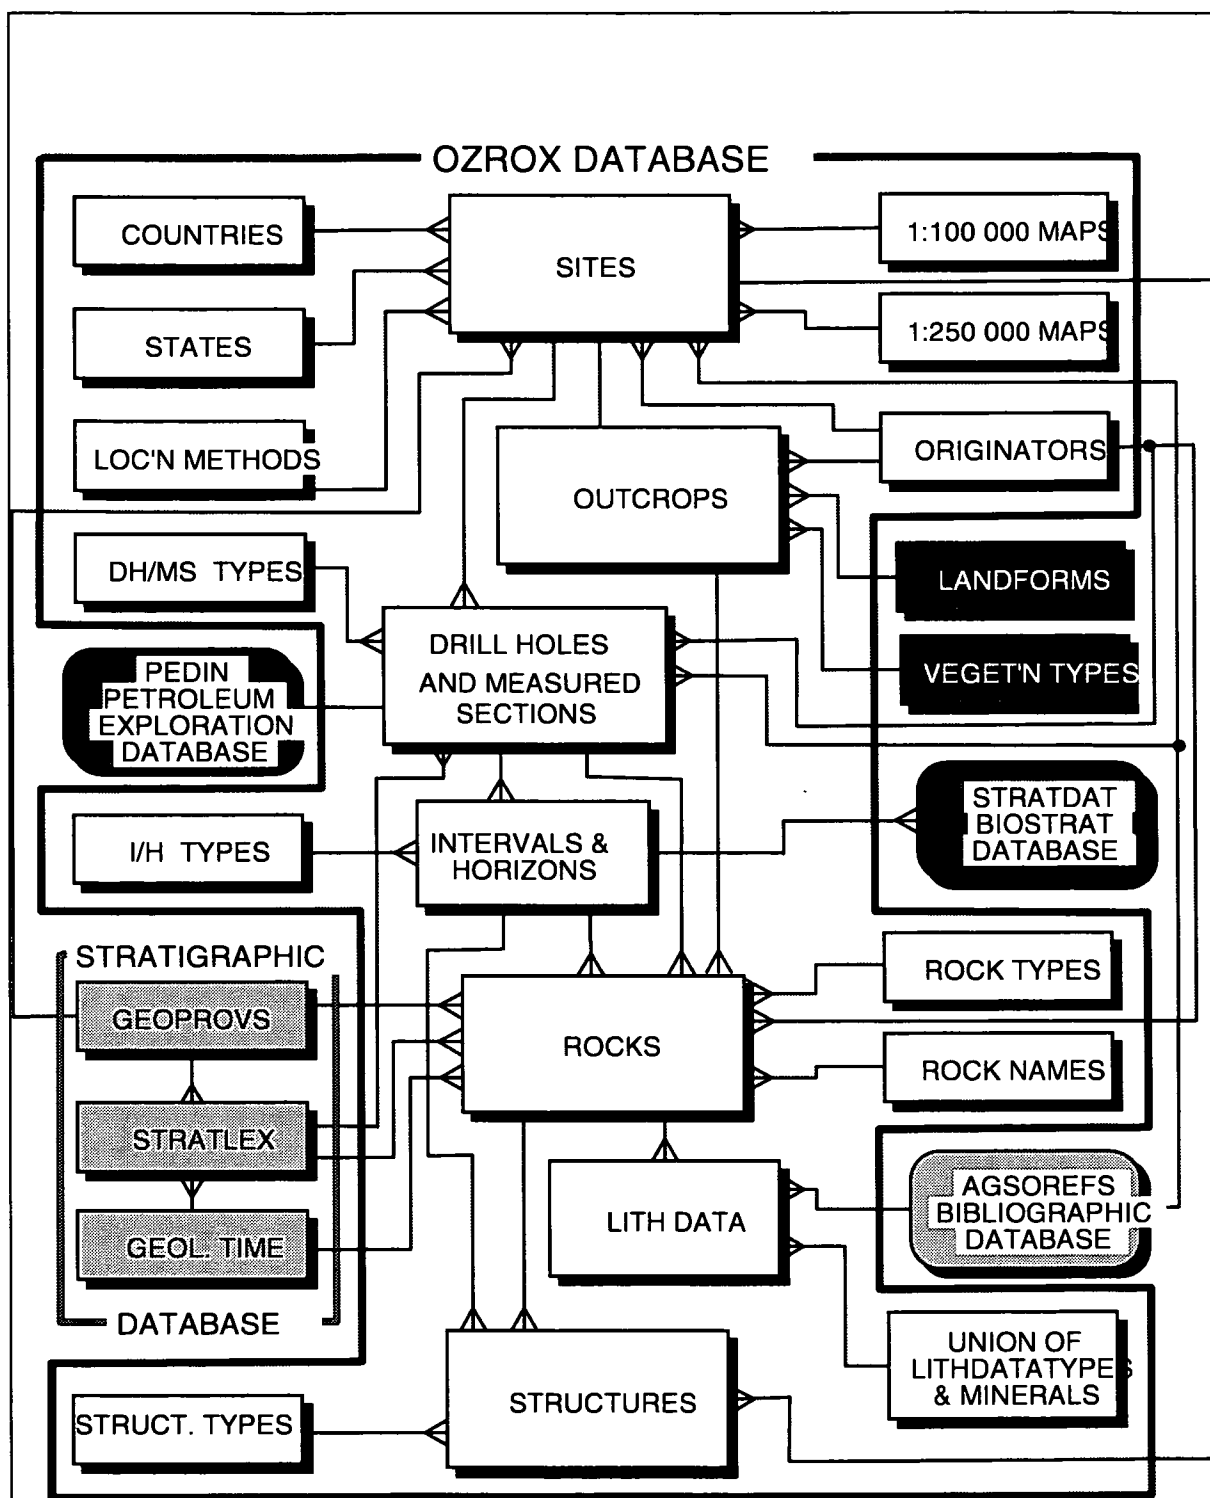 OZROX DATABASE
COUNTRIES
SITES
1:100 000 MAPS
STATES
1:250 000 MAPS
LOC'N METHODS
OUTCROPS
ORIGINATORS
DH/MS TYPES
LANDFORMS
DRILL HOLES
AND MEASURED
SECTIONS
VEGET'N TYPES
PEDIN
PETROLEUM
EXPLORATION
DATABASE
STRATDAT
BIOSTRAT
DATABASE
I/H TYPES
INTERVALS &
HORIZONS
STRATIGRAPHIC
GEOPROVS
ROCKS
ROCK TYPES
ROCK NAMES
STRATLEX
GEOL. TIME
DATABASE
LITH DATA
AGSOREFS
BIBLIOGRAPHIC
DATABASE
UNION OF
LITHDATATYPES
& MINERALS
STRUCT. TYPES
STRUCTURES